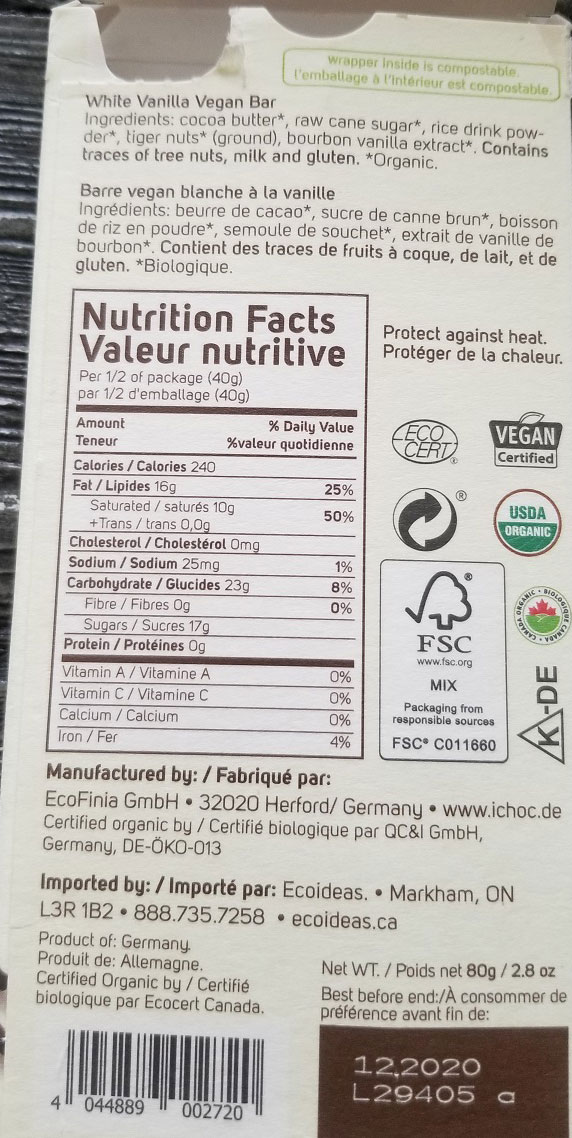 Wrapper Inside is compostable.
l'emballage à l'intérieur est compostable.
White Vanilla Vegan Bar
Ingredients: cocoa butter*, raw cane sugar*, rice drink pow-
der*, tiger nuts* (ground), bourbon vanilla extract*. Contains
traces of tree nuts, milk and gluten. *Organic.
Barre vegan blanche à la vanille
Ingrédients: beurre de cacao*, sucre de canne brun*, boisson
de riz en poudre*, semoule de souchet*, extrait de vanille de
bourbon*. Contient des traces de fruits à coque, de lait, et de
gluten. *Biologique.
Nutrition Facts
Valeur nutritive
Per 1/2 of package (40g)
par 1/2 d'emballage (40g)
Amount % Daily Value
Teneur %valeur quotidienne
Calories / Calories 240
Fat / Lipides 16g 25%
Saturated / saturés 10g
+Trans / trans 0,0g 50%
Cholesterol / Cholestérol 0mg
Sodium / Sodium 25mg 1%
Carbohydrate / Glucides 23g 8%
Fibre / Fibres 0g 0%
Sugars / Sucres 17g
Protein / Protéines 0g
Vitamin A / Vitamine A 0%
Vitamin C / Vitamine C 0%
Calcium / Calcium 0%
Iron / Fer 4%
Protect against heat.
Protéger de la chaleur.
ECO
CERT®
VEGAN
Certified
®
USDA
ORGANIC
®
FSC
www.fsc.org
MIX
Packaging from
responsible sources
FSC® C011660
CANADA ORGANIC • BIOLOGIQUE CANADA
K-DE
Manufactured by: / Fabriqué par:
EcoFinia GmbH • 32020 Herford/ Germany • www.ichoc.de
Certified organic by / Certifié biologique par QC&I GmbH,
Germany, DE-ÖKO-013
Imported by: / Importé par: Ecoideas. • Markham, ON
L3R 1B2 • 888.735.7258 • ecoideas.ca
Product of: Germany.
Produit de: Allemagne.
Certified Organic by / Certifié
biologique par Ecocert Canada.
Net WT. / Poids net 80g / 2.8 oz
Best before end:/À consommer de
préférence avant fin de:
12.2020
L29405 a
4 044889 002720